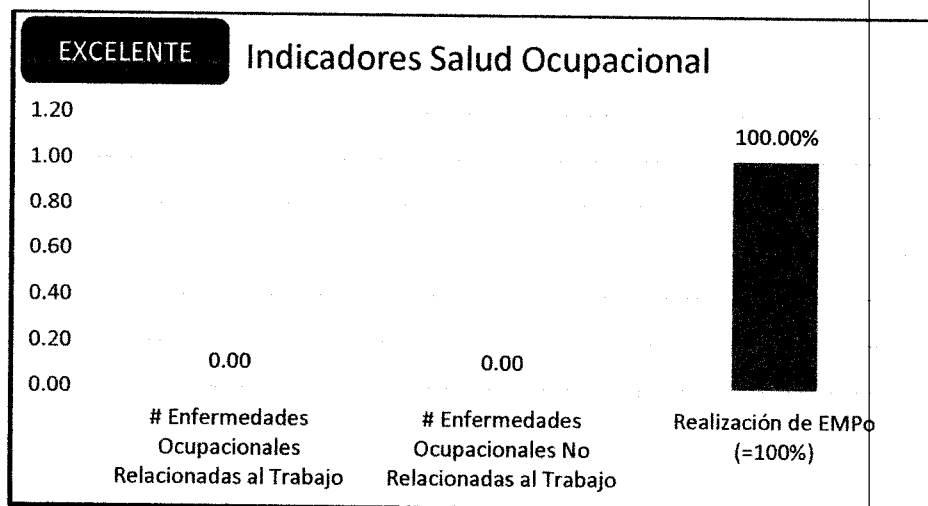 EXCELENTE
Indicadores Salud Ocupacional
1.20
1.00
0.80
0.60
0.40
0.20
0.00
0.00
0.00
100.00%
# Enfermedades
Ocupacionales
Relacionadas al Trabajo
# Enfermedades
Ocupacionales No
Relacionadas al Trabajo
Realización de EMPo
(=100%)